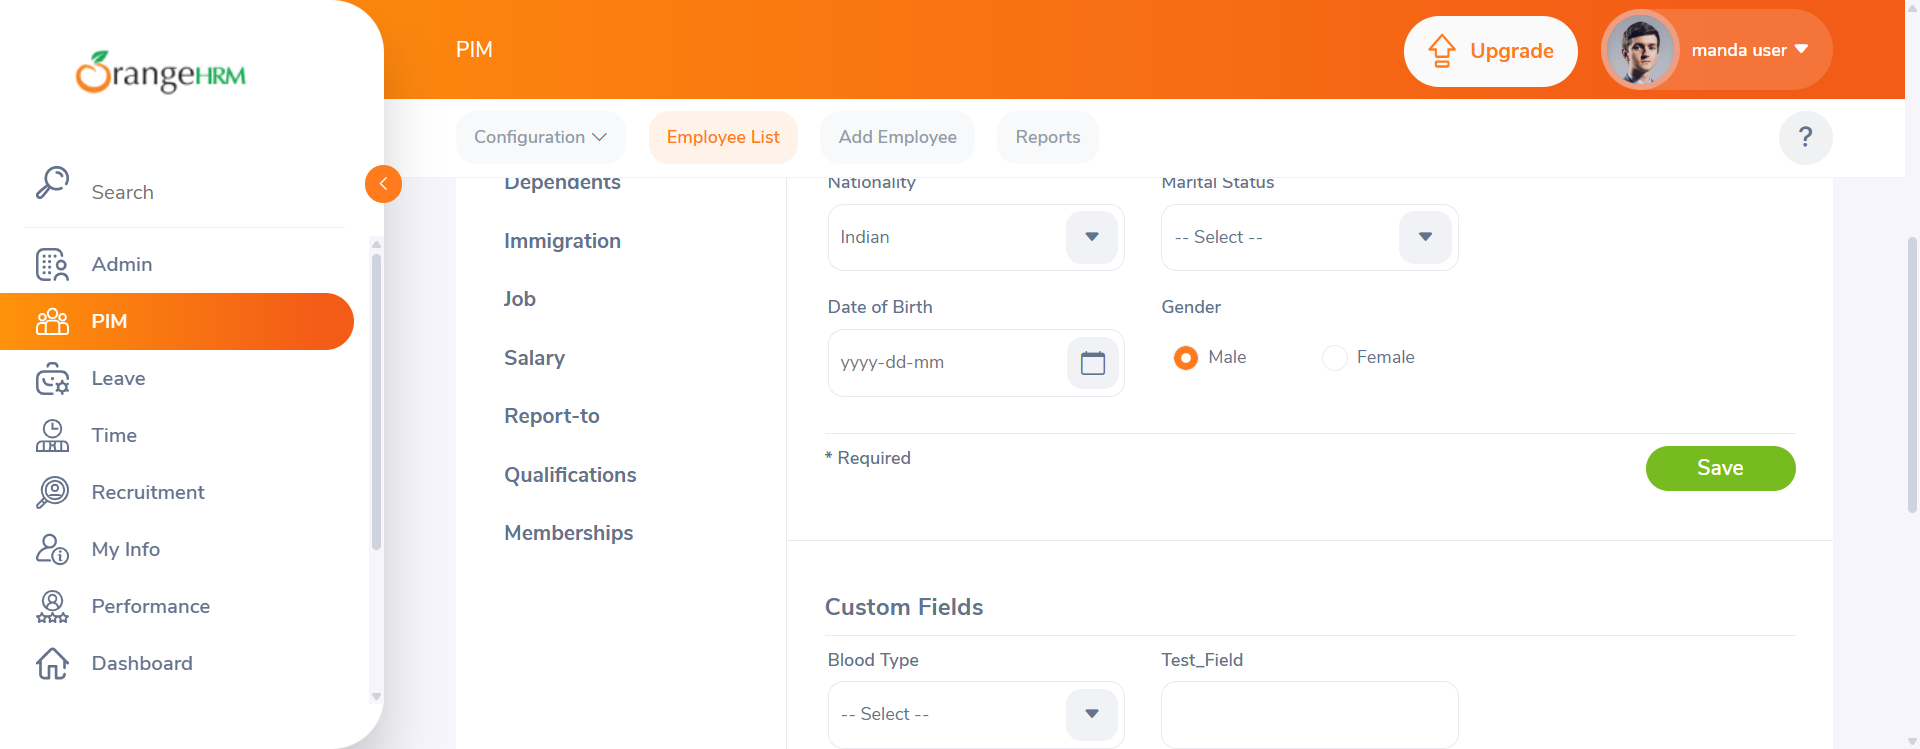 OrangeHRM
Search
Admin
PIM
Leave
Time
Recruitment
My Info
Performance
Dashboard
PIM
Upgrade
manda user
Configuration
Employee List
Add Employee
Reports
?
Dependents
Immigration
Job
Salary
Report-to
Qualifications
Memberships
Nationality
Marital Status
Indian
-- Select --
Date of Birth
Gender
yyyy-dd-mm
Male
Female
* Required
Save
Custom Fields
Blood Type
Test_Field
-- Select --